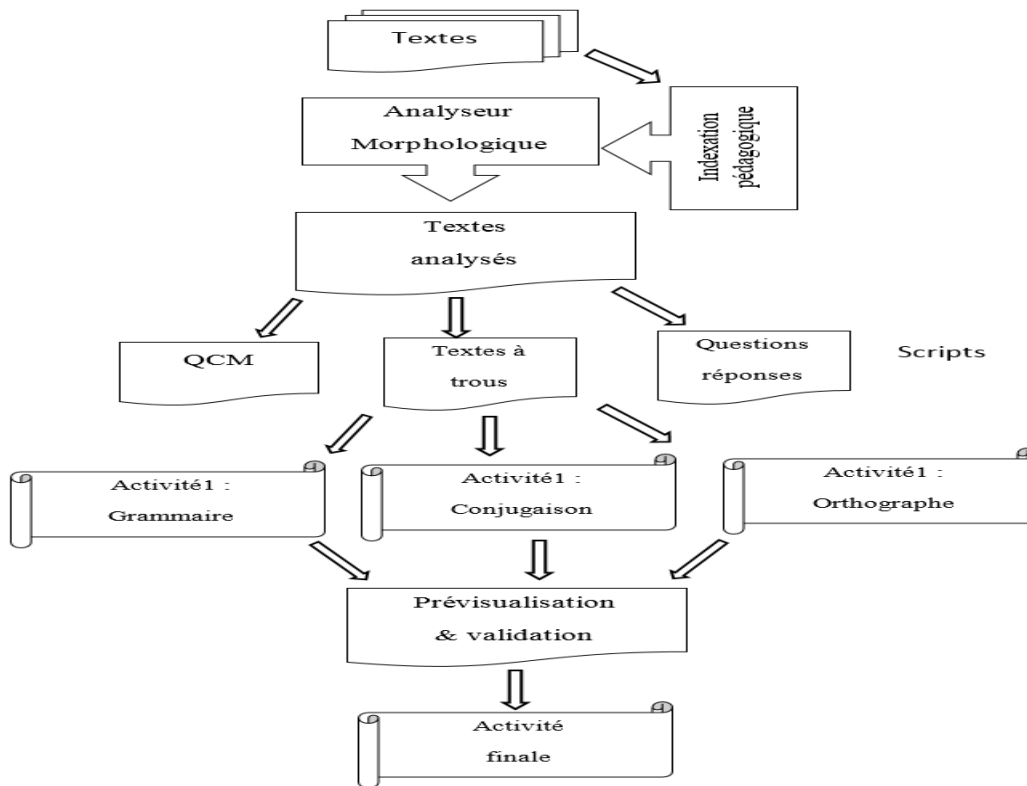 Textes
Analyseur
Morphologique
Indexation
pédagogique
Textes
analysés
QCM
Textes à
trous
Questions
réponses
Scripts
Activité1 :
Grammaire
Activité1 :
Conjugaison
Activité1 :
Orthographe
Prévisualisation
& validation
Activité
finale